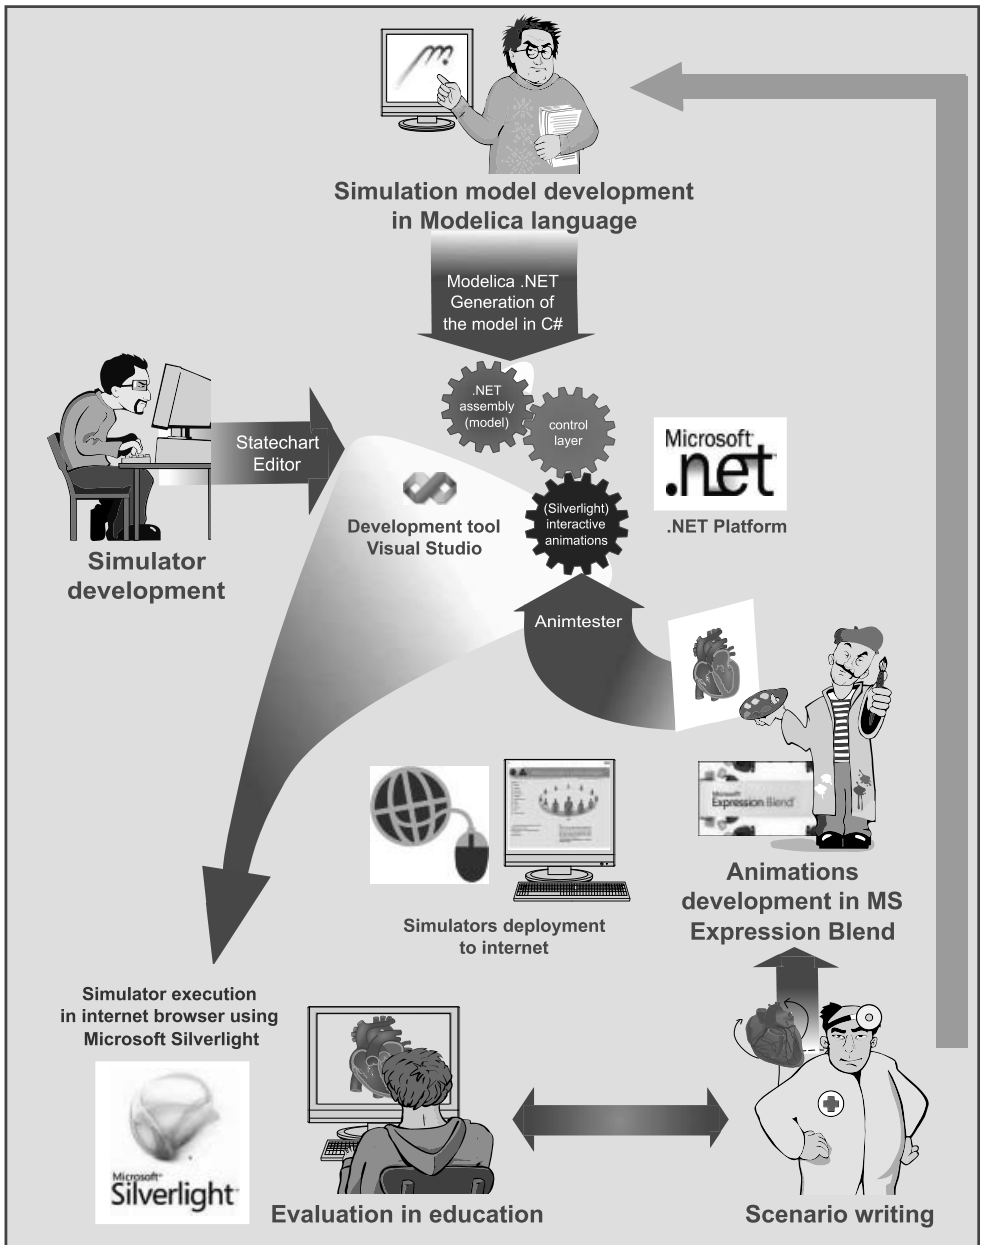 Simulation model development
in Modelica language
Modelica .NET
Generation of
the model in C#
.NET
assembly
(model)
control
layer
Statechart
Editor
Microsoft
.net
(Silverlight)
interactive
animations
Development tool
Visual Studio
.NET Platform
Simulator
development
Animtester
Microsoft
Expression Blend
Animations
development in MS
Expression Blend
Simulators deployment
to internet
Simulator execution
in internet browser using
Microsoft Silverlight
Microsoft
Silverlight
Evaluation in education
Scenario writing